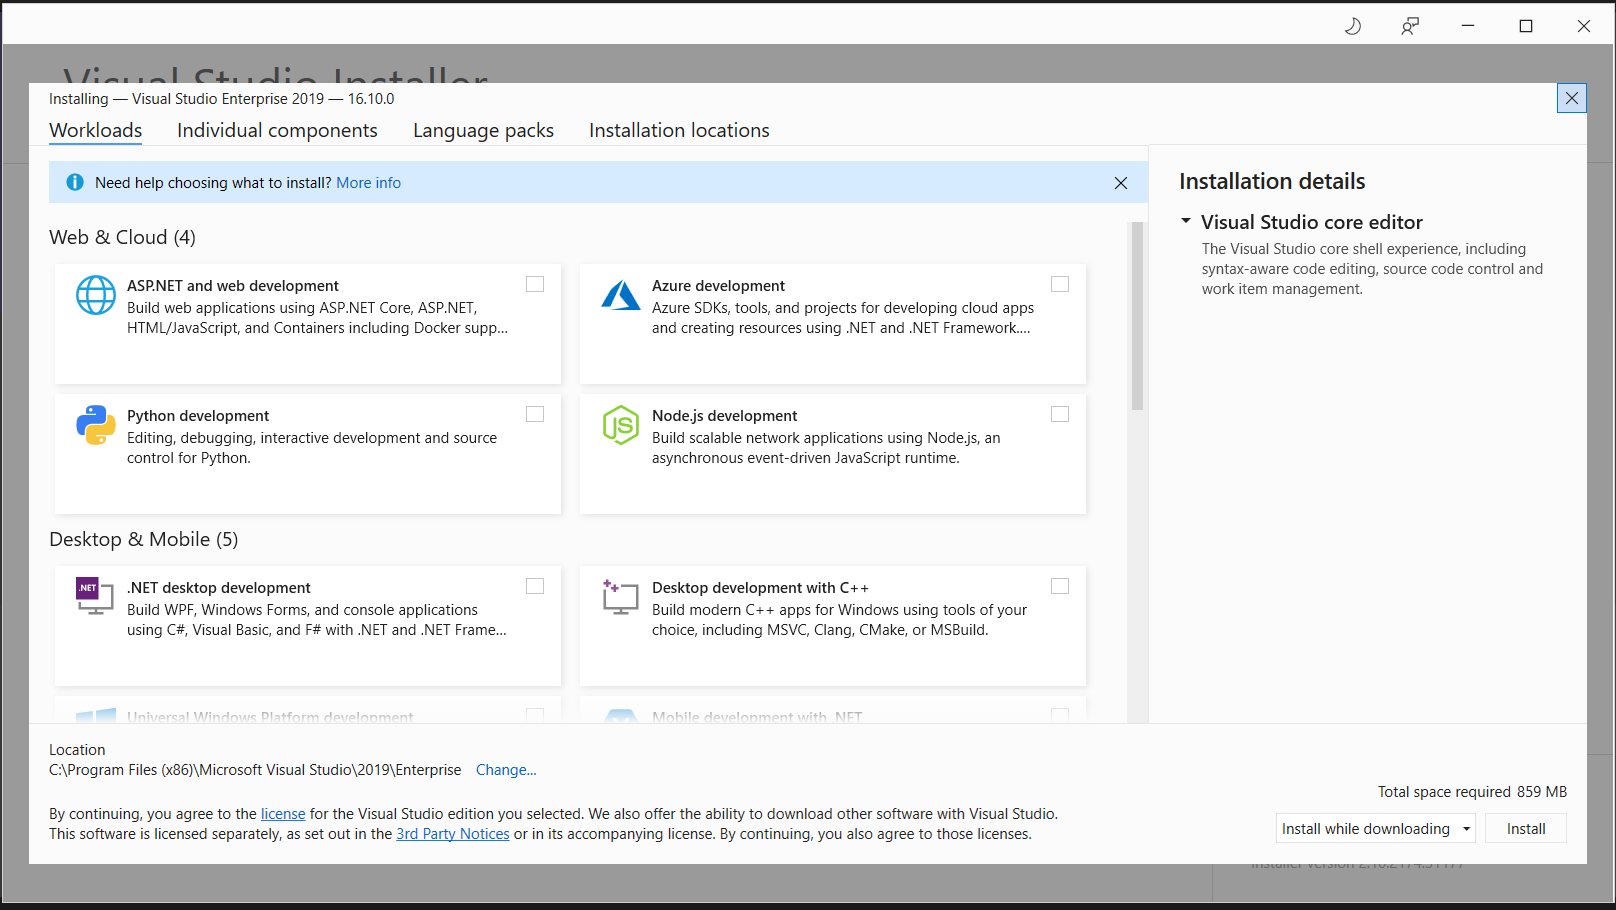 Visual Studio Installer
Installing — Visual Studio Enterprise 2019 — 16.10.0
Workloads
Individual components
Language packs
Installation locations
Need help choosing what to install? More info
Web & Cloud (4)
ASP.NET and web development
Build web applications using ASP.NET Core, ASP.NET,
HTML/JavaScript, and Containers including Docker supp...
Azure development
Azure SDKs, tools, and projects for developing cloud apps
and creating resources using .NET and .NET Framework....
Python development
Editing, debugging, interactive development and source
control for Python.
Node.js development
Build scalable network applications using Node.js, an
asynchronous event-driven JavaScript runtime.
JS
Desktop & Mobile (5)
.NET
.NET desktop development
Build WPF, Windows Forms, and console applications
using C#, Visual Basic, and F# with .NET and .NET Frame...
Desktop development with C++
Build modern C++ apps for Windows using tools of your
choice, including MSVC, Clang, CMake, or MSBuild.
Universal Windows Platform development
Mobile development with .NET
Installation details
Visual Studio core editor
The Visual Studio core shell experience, including
syntax-aware code editing, source code control and
work item management.
Location
C:\Program Files (x86)\Microsoft Visual Studio\2019\Enterprise Change...
By continuing, you agree to the license for the Visual Studio edition you selected. We also offer the ability to download other software with Visual Studio.
This software is licensed separately, as set out in the 3rd Party Notices or in its accompanying license. By continuing, you also agree to those licenses.
Total space required 859 MB
Install while downloading
Install
Installer version